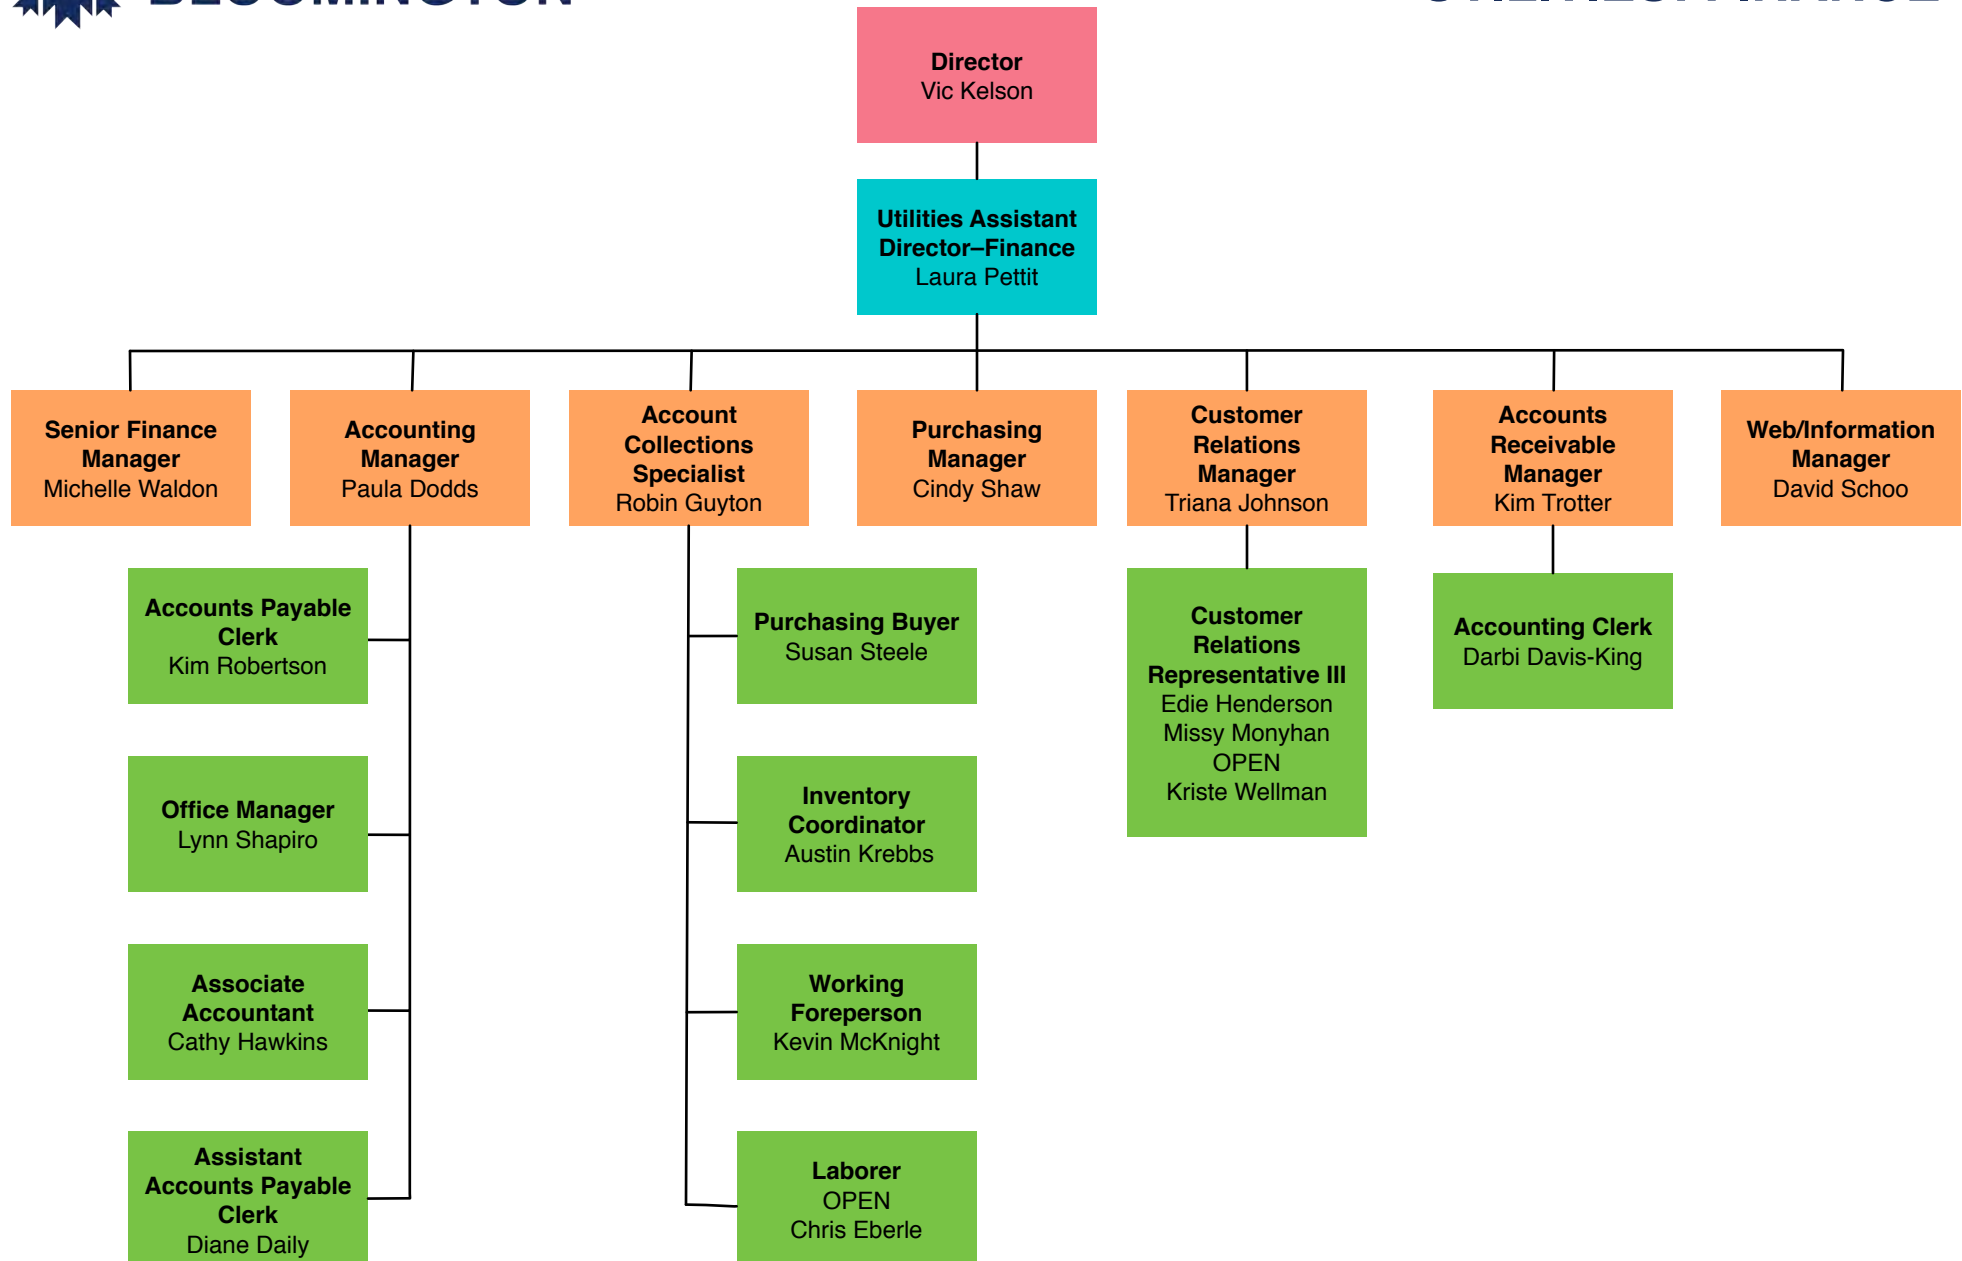 BLOOMINGTON
Director
Vic Kelson
Utilities Assistant
Director–Finance
Laura Pettit
Senior Finance
Manager
Michelle Waldon
Accounting
Manager
Paula Dodds
Account
Collections
Specialist
Robin Guyton
Purchasing
Manager
Cindy Shaw
Customer
Relations
Manager
Triana Johnson
Accounts
Receivable
Manager
Kim Trotter
Web/Information
Manager
David Schoo
Accounts Payable
Clerk
Kim Robertson
Office Manager
Lynn Shapiro
Associate
Accountant
Cathy Hawkins
Assistant
Accounts Payable
Clerk
Diane Daily
Purchasing Buyer
Susan Steele
Inventory
Coordinator
Austin Krebbs
Working
Foreperson
Kevin McKnight
Laborer
OPEN
Chris Eberle
Customer
Relations
Representative III
Edie Henderson
Missy Monyhan
OPEN
Kriste Wellman
Accounting Clerk
Darbi Davis-King